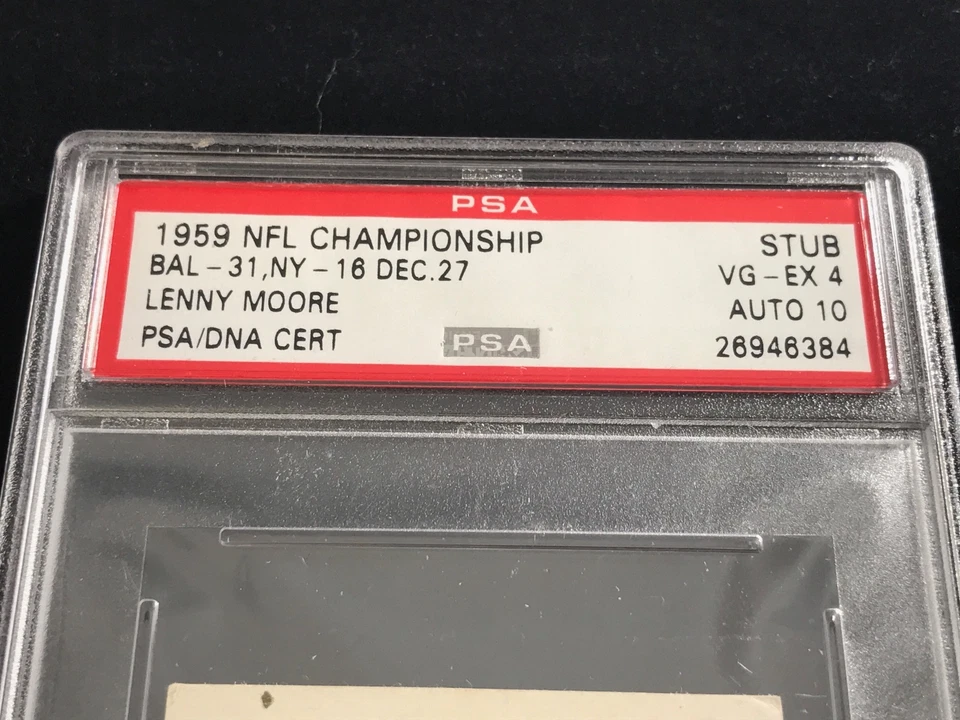 PSA
1959 NFL CHAMPIONSHIP STUB
BAL-31, NY-16 DEC.27 VG-EX 4
LENNY MOORE AUTO 10
PSA/DNA CERT PSA 26946384